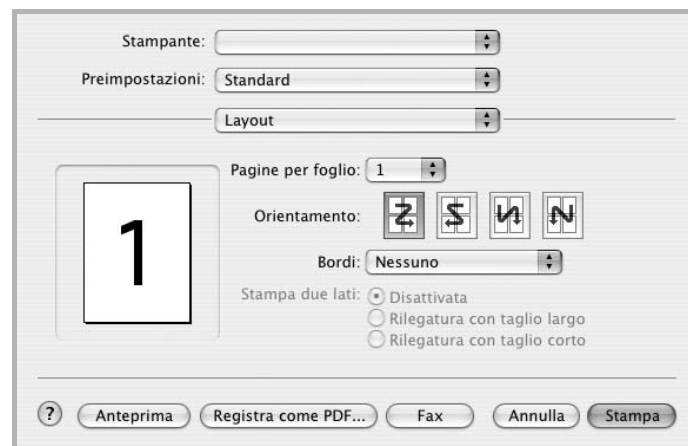 Stampante:
Preimpostazioni: Standard
Layout
Pagine per foglio: 1
1
Orientamento:
Bordi: Nessuno
Stampa due lati: Disattivata
Rilegatura con taglio largo
Rilegatura con taglio corto
? Anteprima Registra come PDF... Fax Annulla Stampa